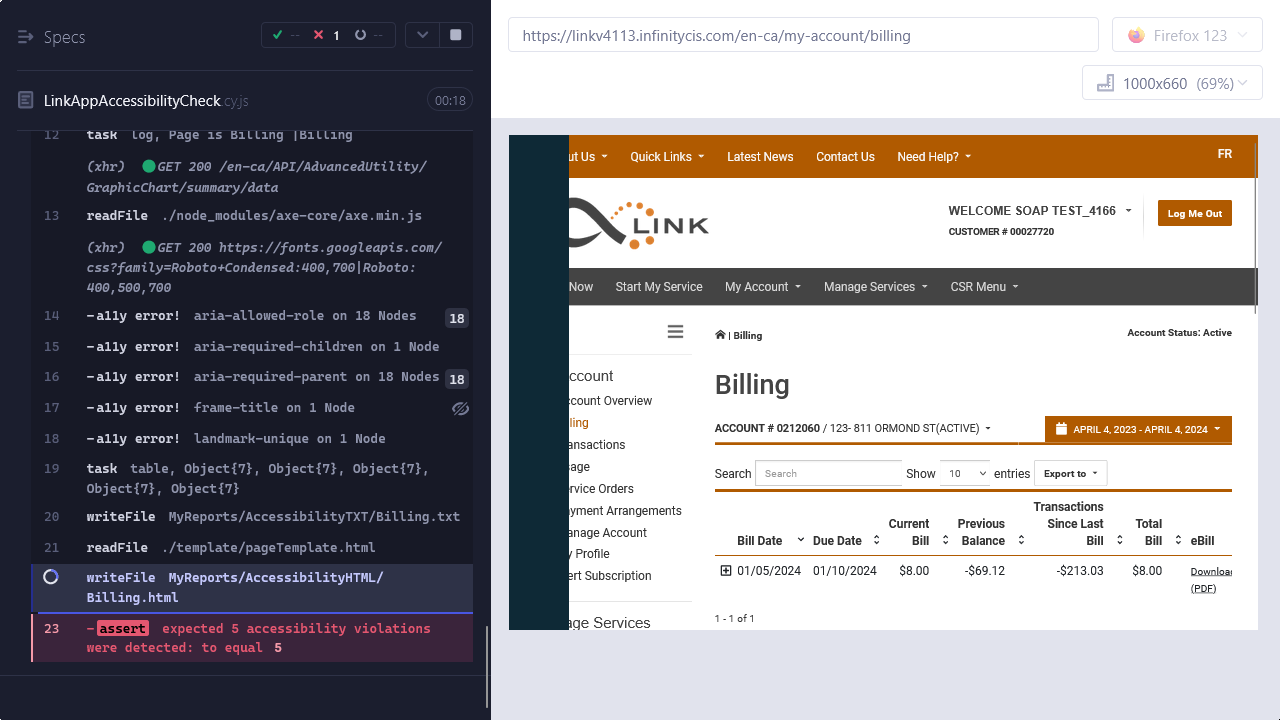 Specs
-- 1 --
LinkAppAccessibilityCheck.cy.js 00:18
12 task log, Page is Billing |Billing
(xhr) GET 200 /en-ca/API/AdvancedUtility/
GraphicChart/summary/data
13 readFile ./node_modules/axe-core/axe.min.js
(xhr) GET 200 https://fonts.googleapis.com/
css?family=Roboto+Condensed:400,700|Roboto:
400,500,700
14 -a11y error! aria-allowed-role on 18 Nodes 18
15 -a11y error! aria-required-children on 1 Node
16 -a11y error! aria-required-parent on 18 Nodes 18
17 -a11y error! frame-title on 1 Node
18 -a11y error! landmark-unique on 1 Node
19 task table, Object{7}, Object{7}, Object{7},
Object{7}, Object{7}
20 writeFile MyReports/AccessibilityTXT/Billing.txt
21 readFile ./template/pageTemplate.html
writeFile MyReports/AccessibilityHTML/
Billing.html
23 -assert expected 5 accessibility violations
were detected: to equal 5
https://linkv4113.infinitycis.com/en-ca/my-account/billing
Firefox 123
1000x660 (69%)
ut Us Quick Links Latest News Contact Us Need Help? FR
LINK
WELCOME SOAP TEST_4166
CUSTOMER # 00027720
Log Me Out
Now Start My Service My Account Manage Services CSR Menu
ccount
ccount Overview
ling
ansactions
sage
ervice Orders
ayment Arrangements
anage Account
y Profile
ert Subscription
age Services
| Billing
Account Status: Active
Billing
ACCOUNT # 0212060 / 123- 811 ORMOND ST(ACTIVE)
APRIL 4, 2023 - APRIL 4, 2024
Search Search Show 10 entries Export to
Bill Date Due Date Current Bill Previous Balance Transactions Since Last Bill Total Bill eBill
01/05/2024 01/10/2024 $8.00 -$69.12 -$213.03 $8.00 Downloa
(PDF)
1 - 1 of 1